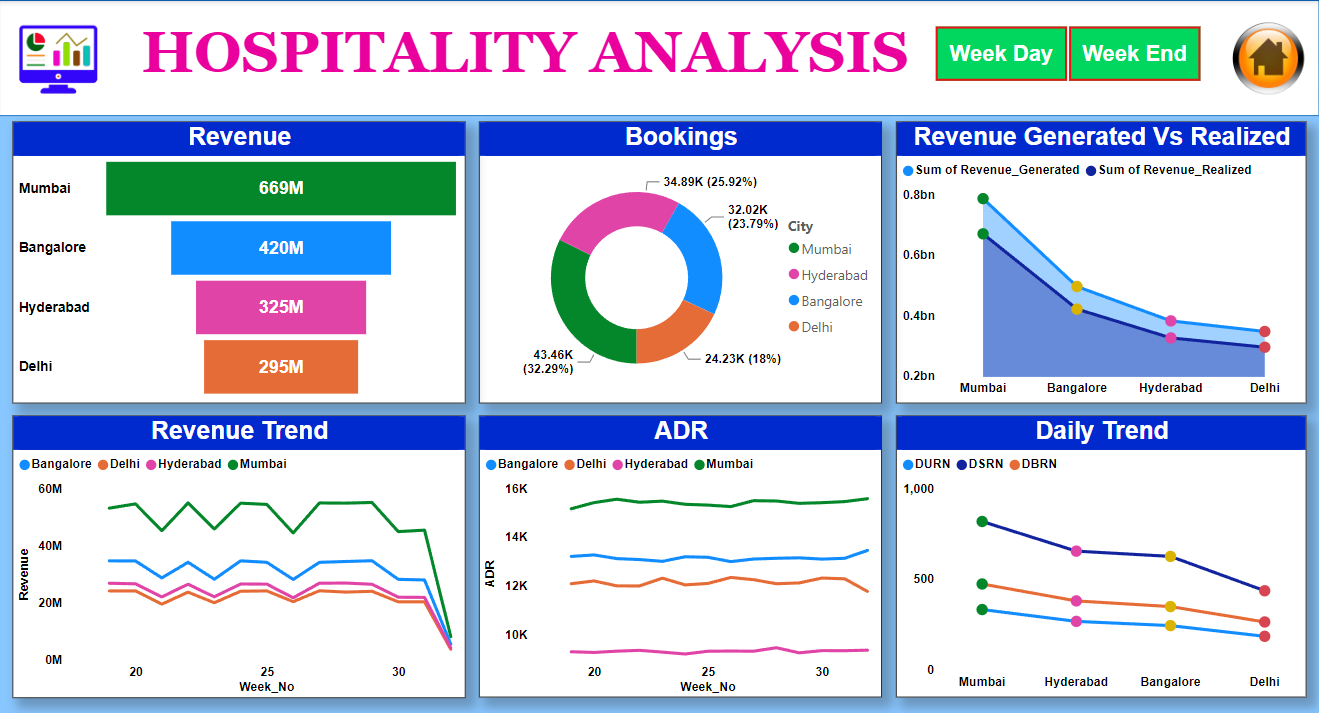 HOSPITALITY ANALYSIS
Week Day
Week End
Revenue
Mumbai
669M
Bangalore
420M
Hyderabad
325M
Delhi
295M
Bookings
34.89K (25.92%)
32.02K
(23.79%)
43.46K
(32.29%)
24.23K (18%)
City
Mumbai
Hyderabad
Bangalore
Delhi
Revenue Generated Vs Realized
Sum of Revenue_Generated Sum of Revenue_Realized
0.8bn
0.6bn
0.4bn
0.2bn
Mumbai Bangalore Hyderabad Delhi
Revenue Trend
Bangalore Delhi Hyderabad Mumbai
Revenue
60M
40M
20M
0M
20 25 30
Week_No
ADR
Bangalore Delhi Hyderabad Mumbai
ADR
16K
14K
12K
10K
20 25 30
Week_No
Daily Trend
DURN DSRN DBRN
1,000
500
0
Mumbai Hyderabad Bangalore Delhi